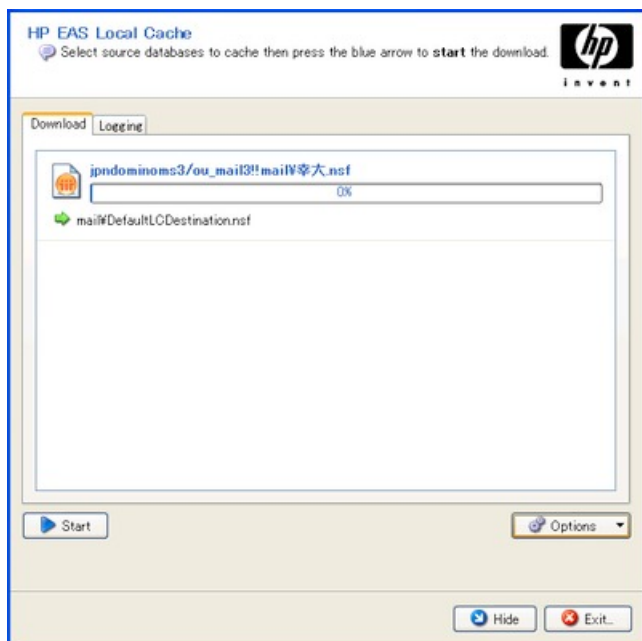 HP EAS Local Cache
Select source databases to cache then press the blue arrow to start the download.
hp
invent
Download
Logging
jpndominoms3/ou_mail3!!mail¥幸大.nsf
0%
mail¥DefaultLCDestination.nsf
Start
Options
Hide
Exit...